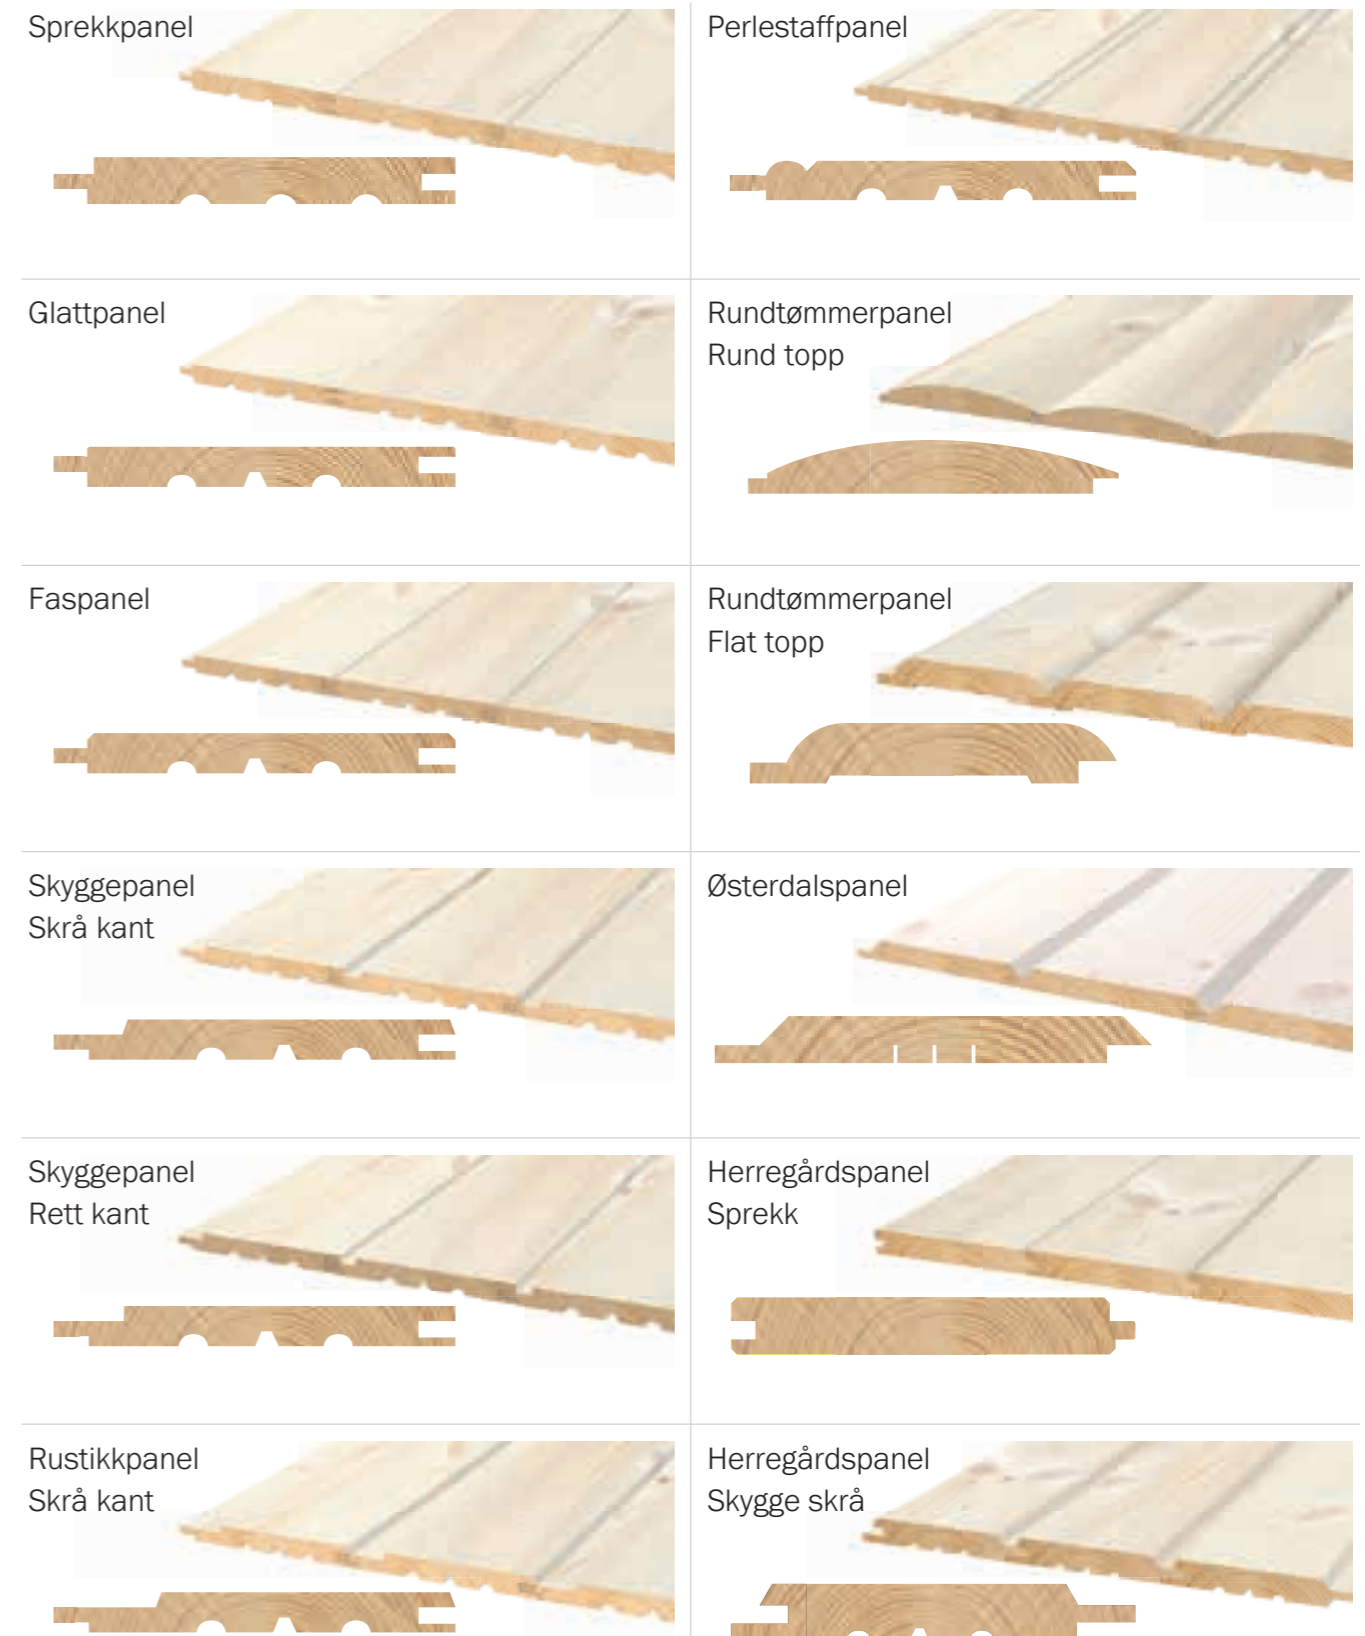 Sprekkpanel
Perlestaffpanel
Glattpanel
Rundtømmerpanel
Rund topp
Faspanel
Rundtømmerpanel
Flat topp
Skyggepanel
Skrå kant
Østerdalspanel
Skyggepanel
Rett kant
Herregårdspanel
Sprekk
Rustikkpanel
Skrå kant
Herregårdspanel
Skygge skrå